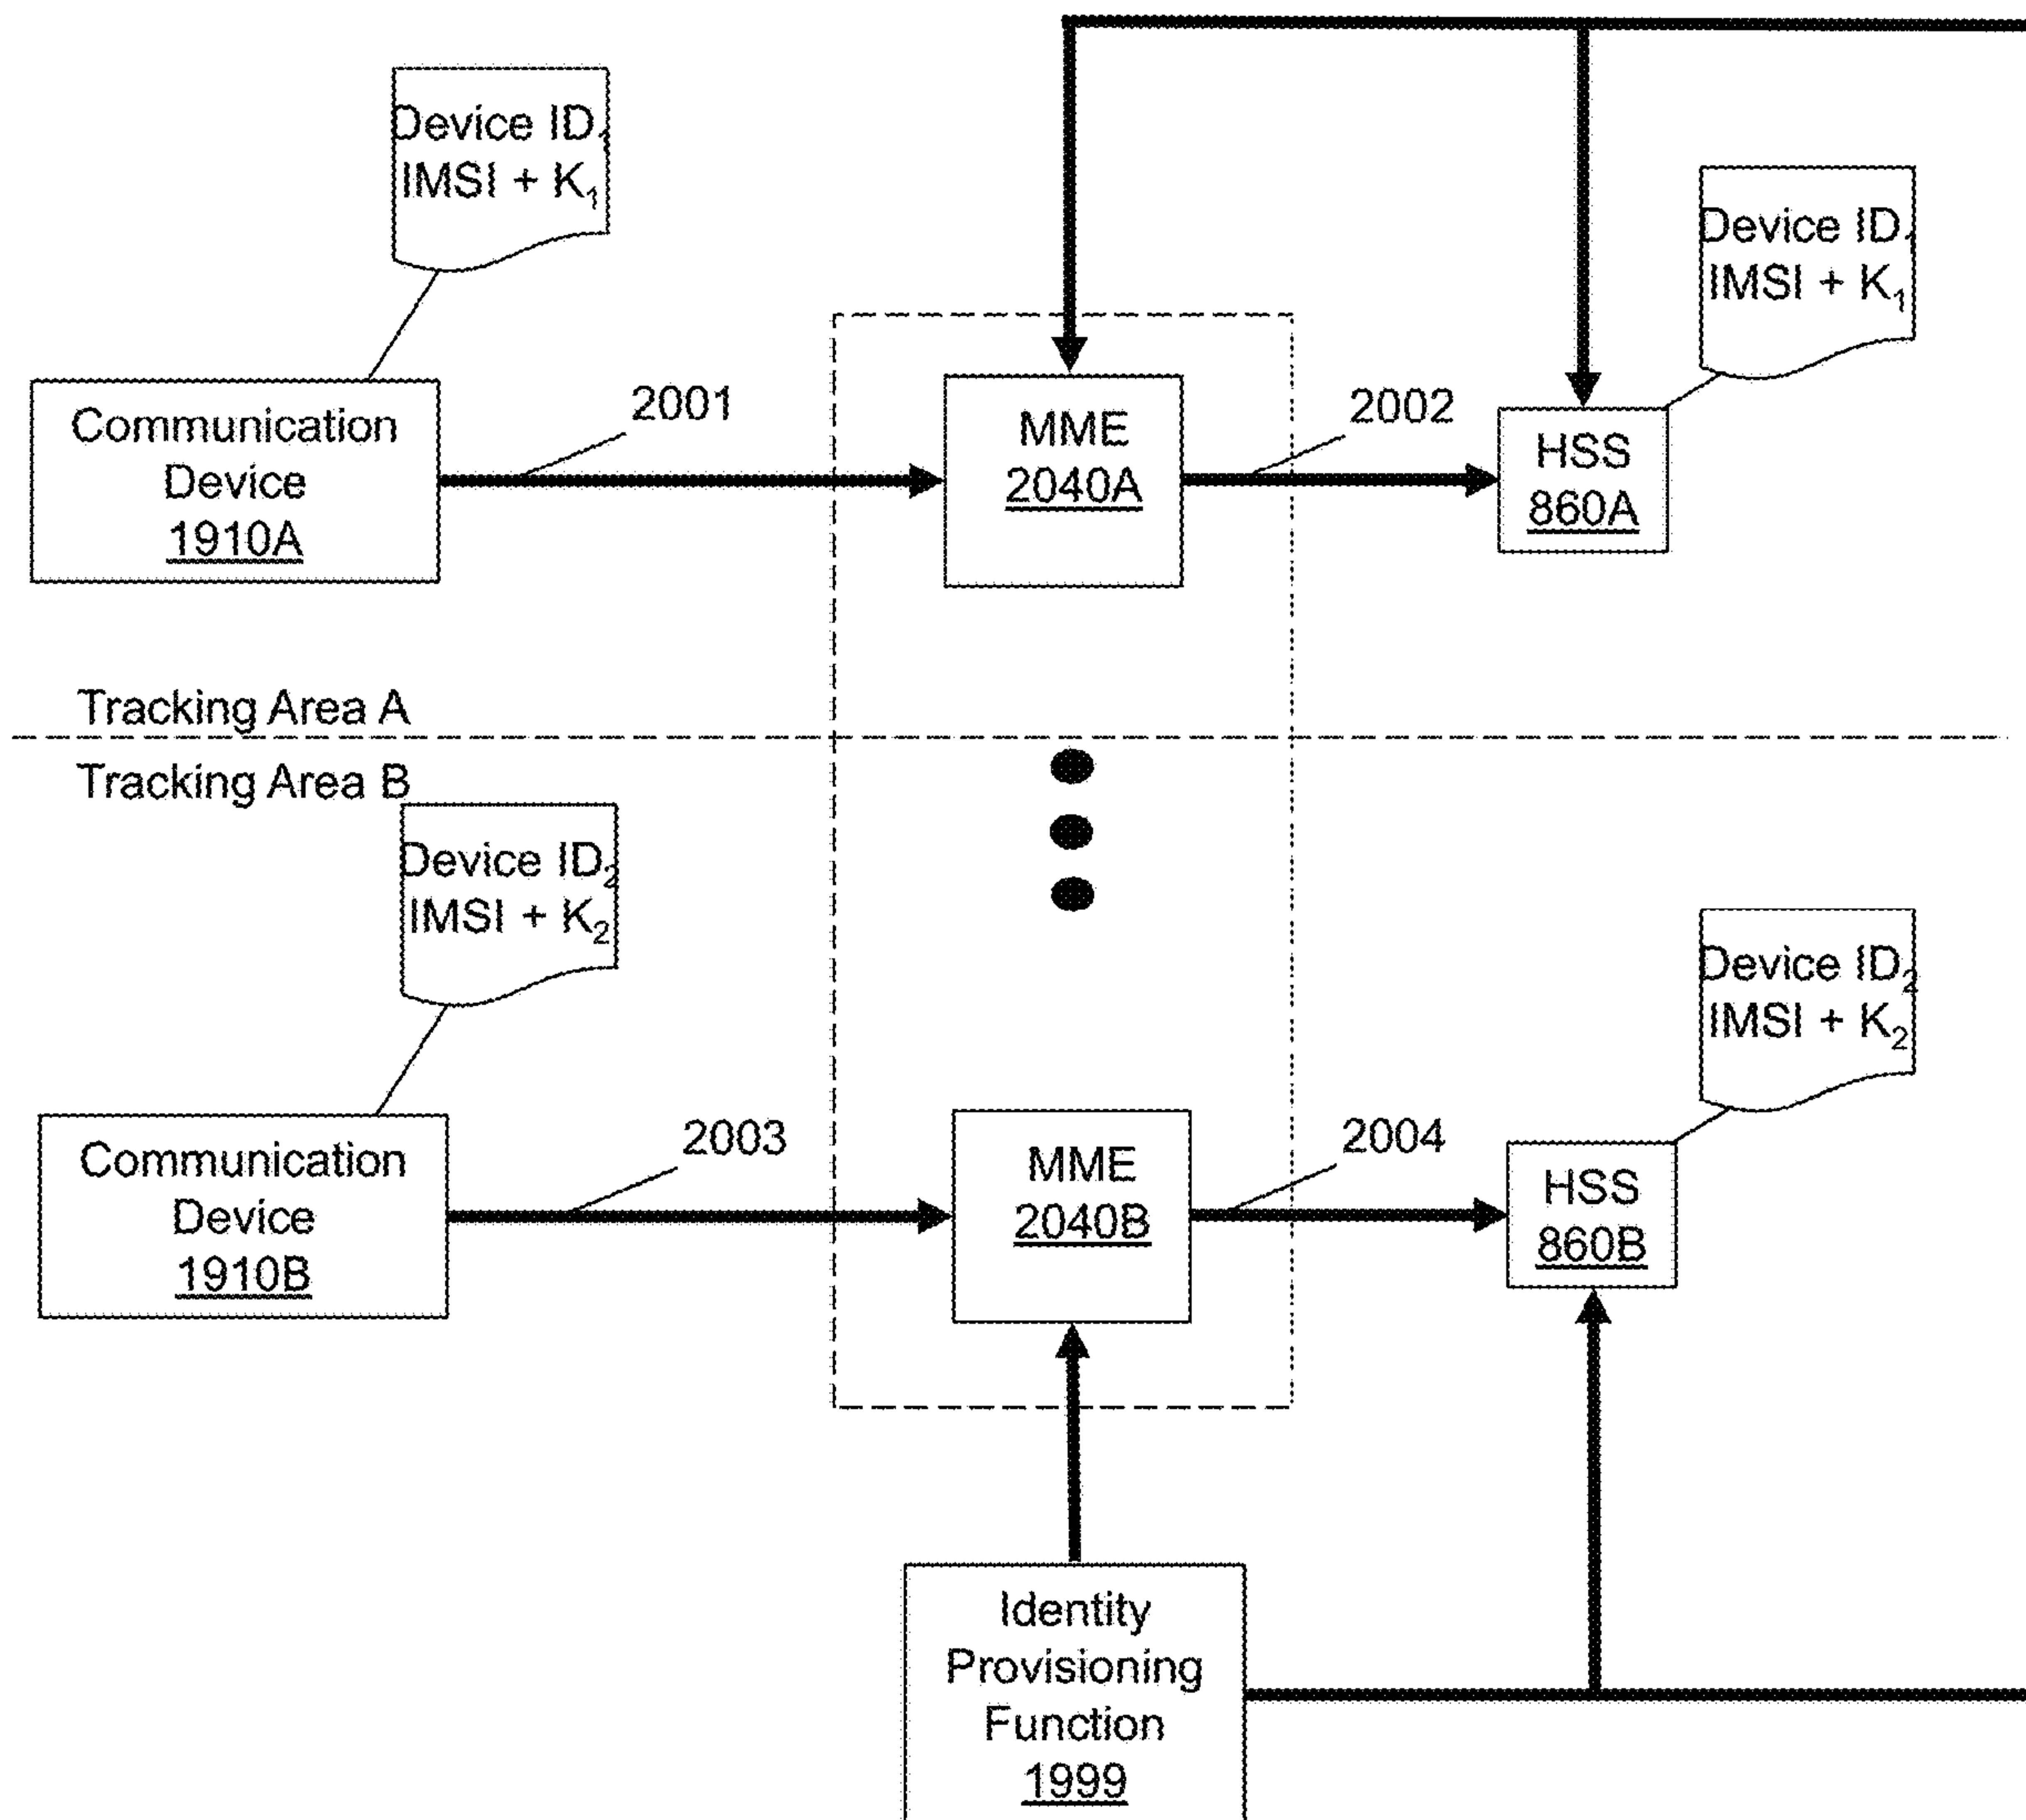 Device ID₁
IMSI + K₁
Device ID₁
IMSI + K₁
Communication
Device
1910A
2001
MME
2040A
2002
HSS
860A
Tracking Area A
Tracking Area B
Device ID₂
IMSI + K₂
Device ID₂
IMSI + K₂
Communication
Device
1910B
2003
MME
2040B
2004
HSS
860B
Identity
Provisioning
Function
1999